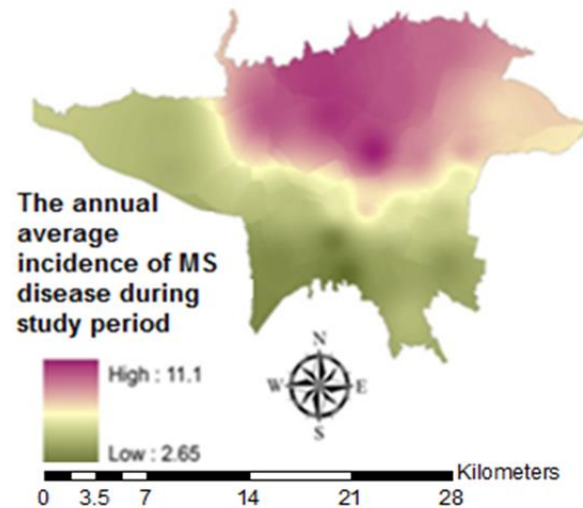 The annual
average
incidence of MS
disease during
study period
High : 11.1
Low : 2.65
N
W E
S
Kilometers
0 3.5 7 14 21 28